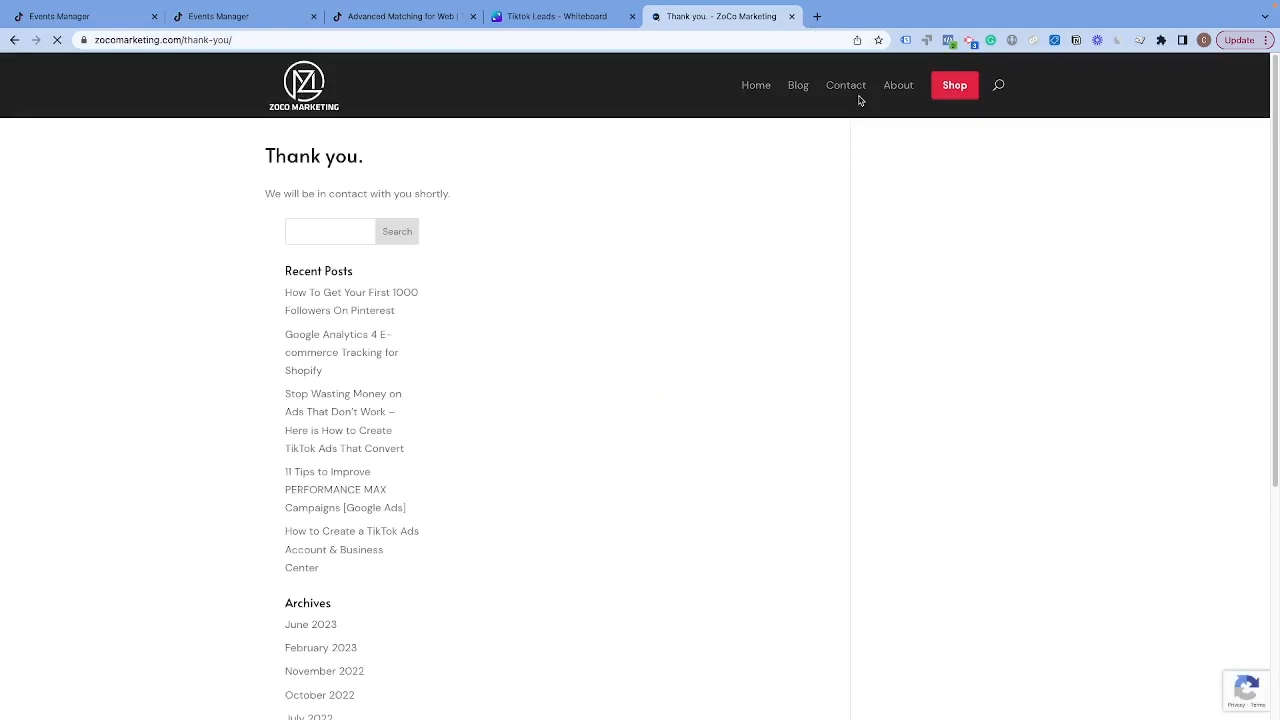 Events Manager
Events Manager
Advanced Matching for Web
Tiktok Leads - Whiteboard
Thank you. - ZoCo Marketing
zocomarketing.com/thank-you/
Update
ZOCO MARKETING
Home
Blog
Contact
About
Shop
Thank you.
We will be in contact with you shortly.
Search
Recent Posts
How To Get Your First 1000
Followers On Pinterest
Google Analytics 4 E-
commerce Tracking for
Shopify
Stop Wasting Money on
Ads That Don't Work –
Here is How to Create
TikTok Ads That Convert
11 Tips to Improve
PERFORMANCE MAX
Campaigns [Google Ads]
How to Create a TikTok Ads
Account & Business
Center
Archives
June 2023
February 2023
November 2022
October 2022
July 2022
Privacy - Terms